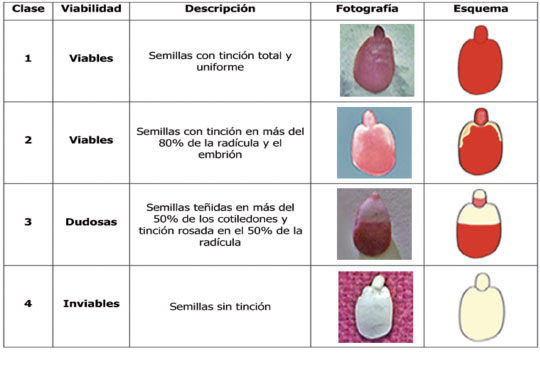 Clase Viabilidad Descripción Fotografía Esquema
1 Viables Semillas con tinción total y
uniforme
2 Viables Semillas con tinción en más del
80% de la radícula y el
embrión
3 Dudosas Semillas teñidas en más del
50% de los cotiledones y
tinción rosada en el 50% de la
radícula
4 Inviables Semillas sin tinción